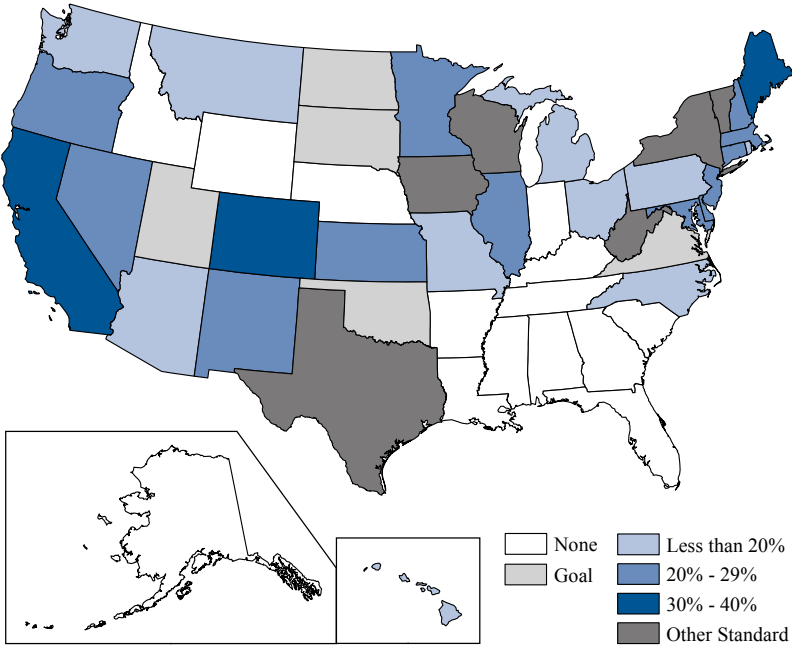 None
Goal
Less than 20%
20% - 29%
30% - 40%
Other Standard